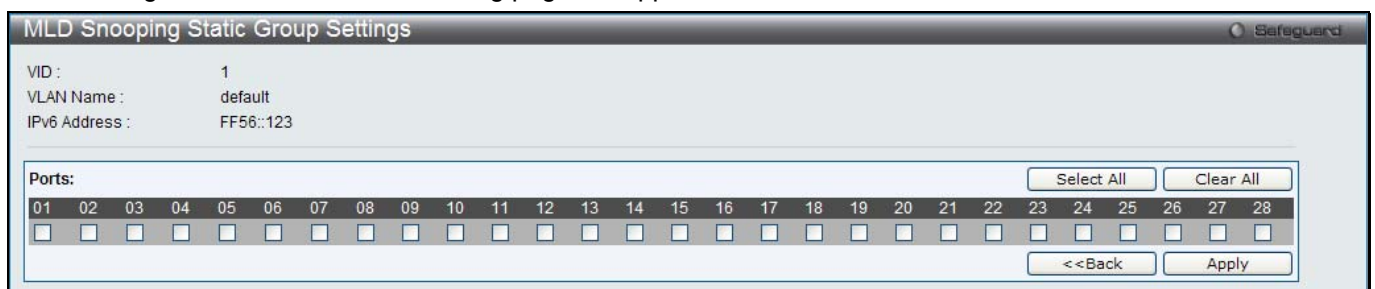 MLD Snooping Static Group Settings
Safeguard
VID : 1
VLAN Name : default
IPv6 Address : FF56::123
Ports: Select All Clear All
01 02 03 04 05 06 07 08 09 10 11 12 13 14 15 16 17 18 19 20 21 22 23 24 25 26 27 28
<<Back Apply